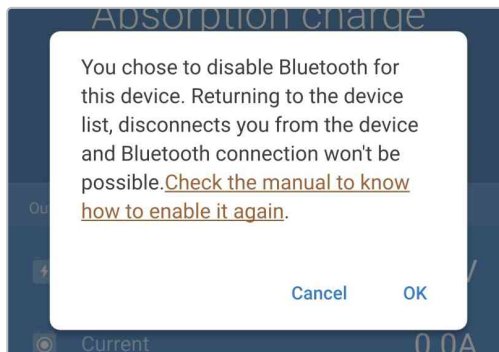 Absorption charge
You chose to disable Bluetooth for
this device. Returning to the device
list, disconnects you from the device
and Bluetooth connection won't be
possible.Check the manual to know
how to enable it again.
Ou
V
Cancel OK
Current 0.0A